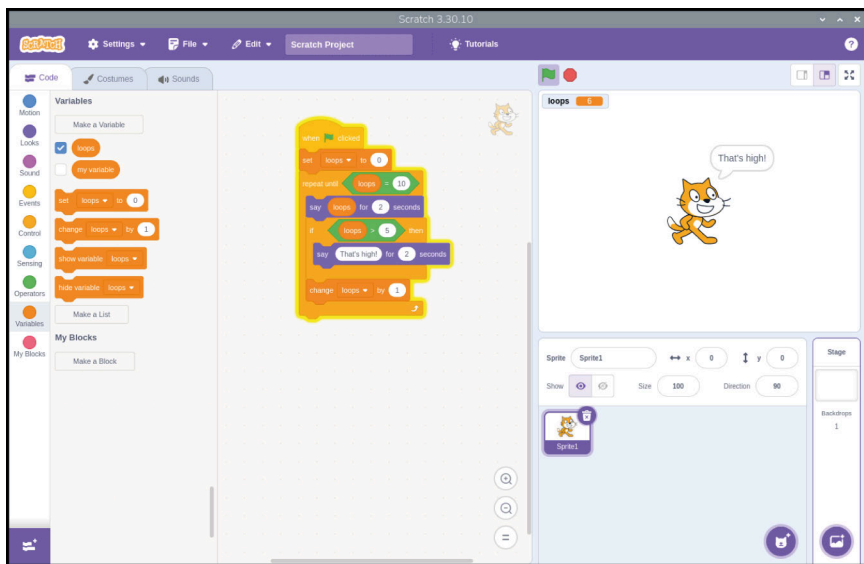 Scratch 3.30.10
SCRATCH Settings File Edit Scratch Project Tutorials ?
Code Costumes Sounds
Motion
Looks
Sound
Events
Control
Sensing
Operators
Variables
My Blocks
Variables
Make a Variable
loops
my variable
set loops to 0
change loops by 1
show variable loops
hide variable loops
Make a List
My Blocks
Make a Block
when clicked
set loops to 0
repeat until loops = 10
say loops for 2 seconds
if loops > 5 then
say That's high! for 2 seconds
change loops by 1
loops 6
That's high!
Sprite Sprite1 x 0 y 0
Show Size 100 Direction 90
Sprite1
Stage
Backdrops
1